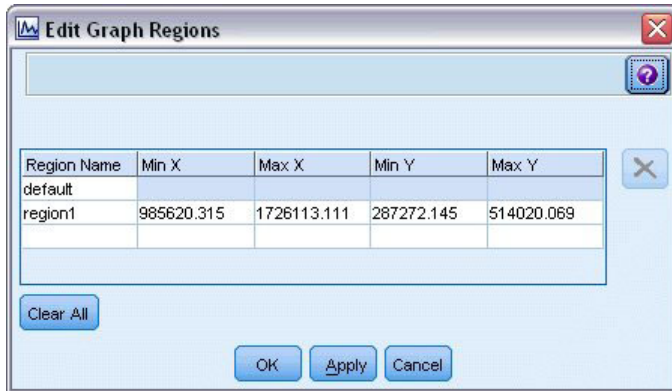 Edit Graph Regions
?
Region Name Min X Max X Min Y Max Y
default
region1 985620.315 1726113.111 287272.145 514020.069
Clear All
OK Apply Cancel